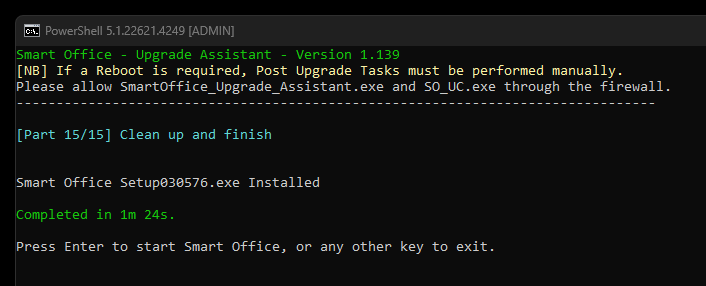 PowerShell 5.1.22621.4249 [ADMIN]
Smart Office - Upgrade Assistant - Version 1.139
[NB] If a Reboot is required, Post Upgrade Tasks must be performed manually.
Please allow SmartOffice_Upgrade_Assistant.exe and SO_UC.exe through the firewall.
--------------------------------------------------------------------------------
[Part 15/15] Clean up and finish
Smart Office Setup030576.exe Installed
Completed in 1m 24s.
Press Enter to start Smart Office, or any other key to exit.